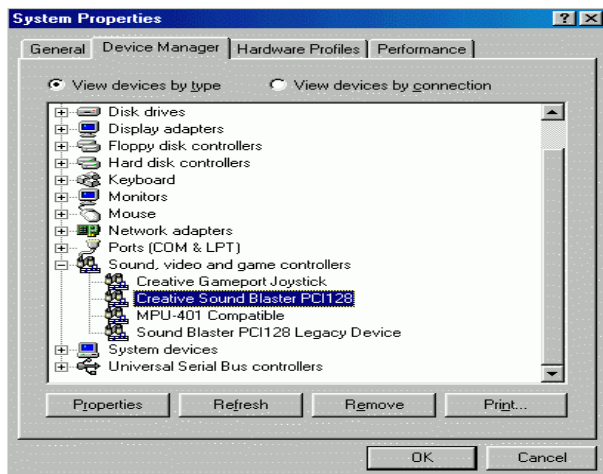 System Properties
General Device Manager Hardware Profiles Performance
View devices by type View devices by connection
Disk drives
Display adapters
Floppy disk controllers
Hard disk controllers
Keyboard
Monitors
Mouse
Network adapters
Ports (COM & LPT)
Sound, video and game controllers
Creative Gameport Joystick
Creative Sound Blaster PCI128
MPU-401 Compatible
Sound Blaster PCI128 Legacy Device
System devices
Universal Serial Bus controllers
Properties Refresh Remove Print...
OK Cancel